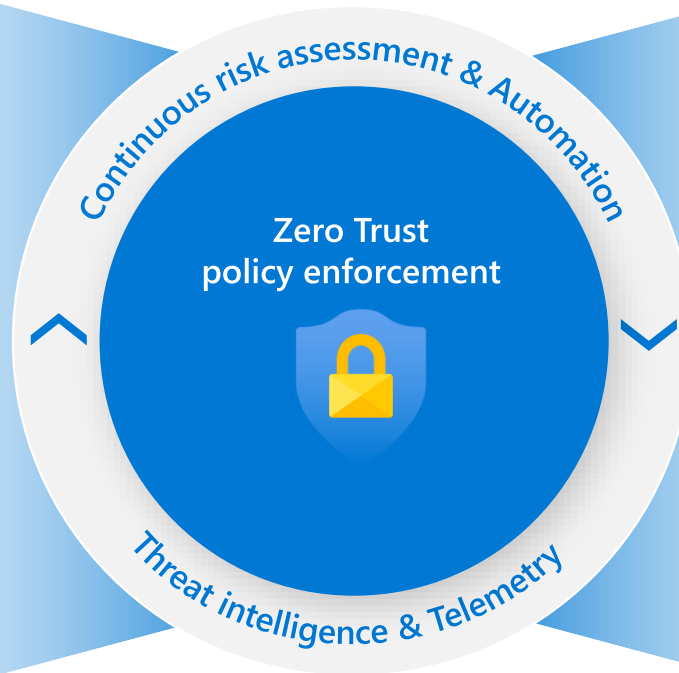 Continuous risk assessment & Automation
Zero Trust
policy enforcement
Threat intelligence & Telemetry